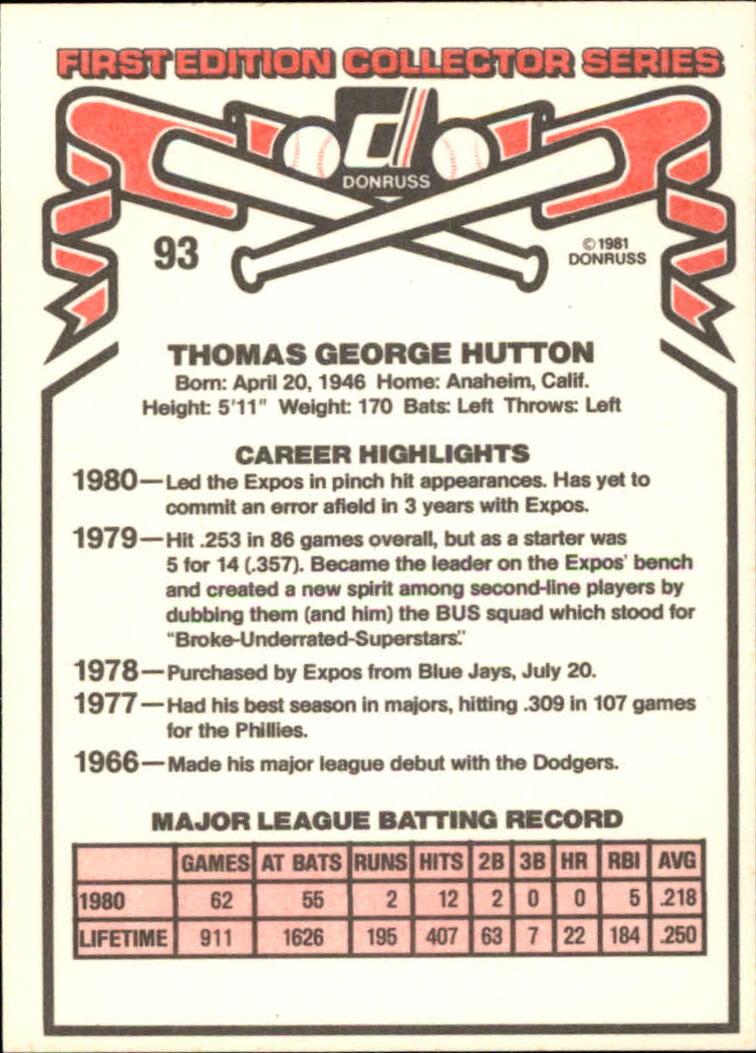 FIRST EDITION COLLECTOR SERIES
d
DONRUSS
93
©1981
DONRUSS
THOMAS GEORGE HUTTON
Born: April 20, 1946 Home: Anaheim, Calif.
Height: 5'11" Weight: 170 Bats: Left Throws: Left
CAREER HIGHLIGHTS
1980—Led the Expos in pinch hit appearances. Has yet to
commit an error afield in 3 years with Expos.
1979—Hit .253 in 86 games overall, but as a starter was
5 for 14 (.357). Became the leader on the Expos' bench
and created a new spirit among second-line players by
dubbing them (and him) the BUS squad which stood for
"Broke-Underrated-Superstars."
1978—Purchased by Expos from Blue Jays, July 20.
1977—Had his best season in majors, hitting .309 in 107 games
for the Phillies.
1966—Made his major league debut with the Dodgers.
MAJOR LEAGUE BATTING RECORD
GAMES AT BATS RUNS HITS 2B 3B HR RBI AVG
1980 62 55 2 12 2 0 0 5 .218
LIFETIME 911 1626 195 407 63 7 22 184 .250